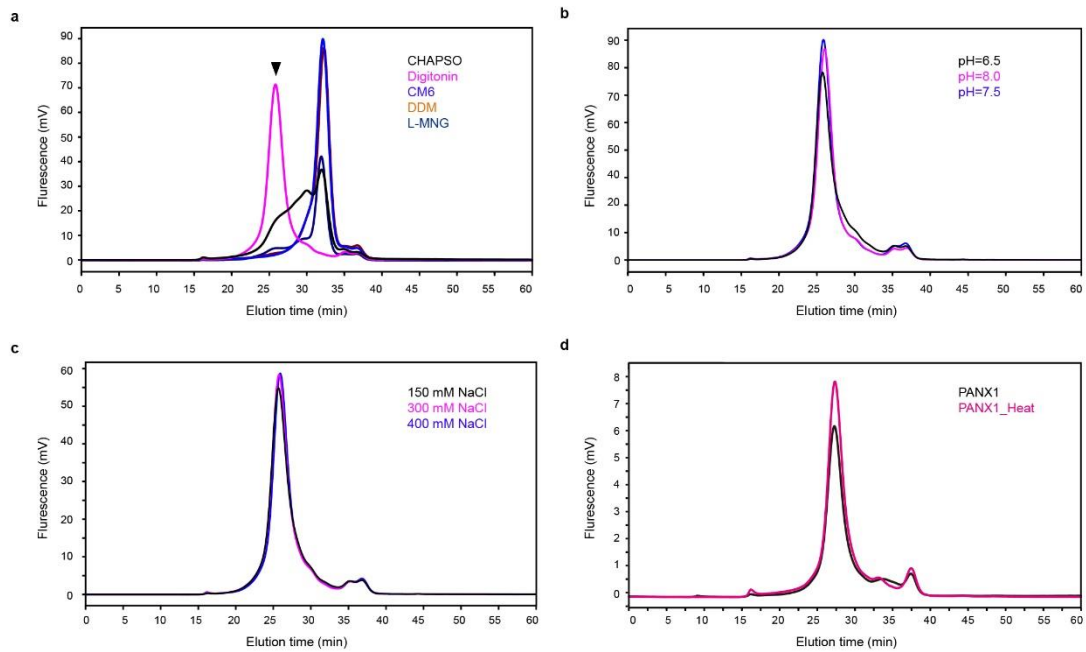 a
Flurescence (mV)
90
80
70
60
50
40
30
20
10
0
CHAPSO
Digitonin
CM6
DDM
L-MNG
0 5 10 15 20 25 30 35 40 45 50 55 60
Elution time (min)
b
Flurescence (mV)
90
80
70
60
50
40
30
20
10
0
pH=6.5
pH=8.0
pH=7.5
0 5 10 15 20 25 30 35 40 45 50 55 60
Elution time (min)
c
Flurescence (mV)
60
50
40
30
20
10
0
150 mM NaCl
300 mM NaCl
400 mM NaCl
0 5 10 15 20 25 30 35 40 45 50 55 60
Elution time (min)
d
Flurescence (mV)
8
7
6
5
4
3
2
1
0
PANX1
PANX1_Heat
0 5 10 15 20 25 30 35 40 45 50 55 60
Elution time (min)